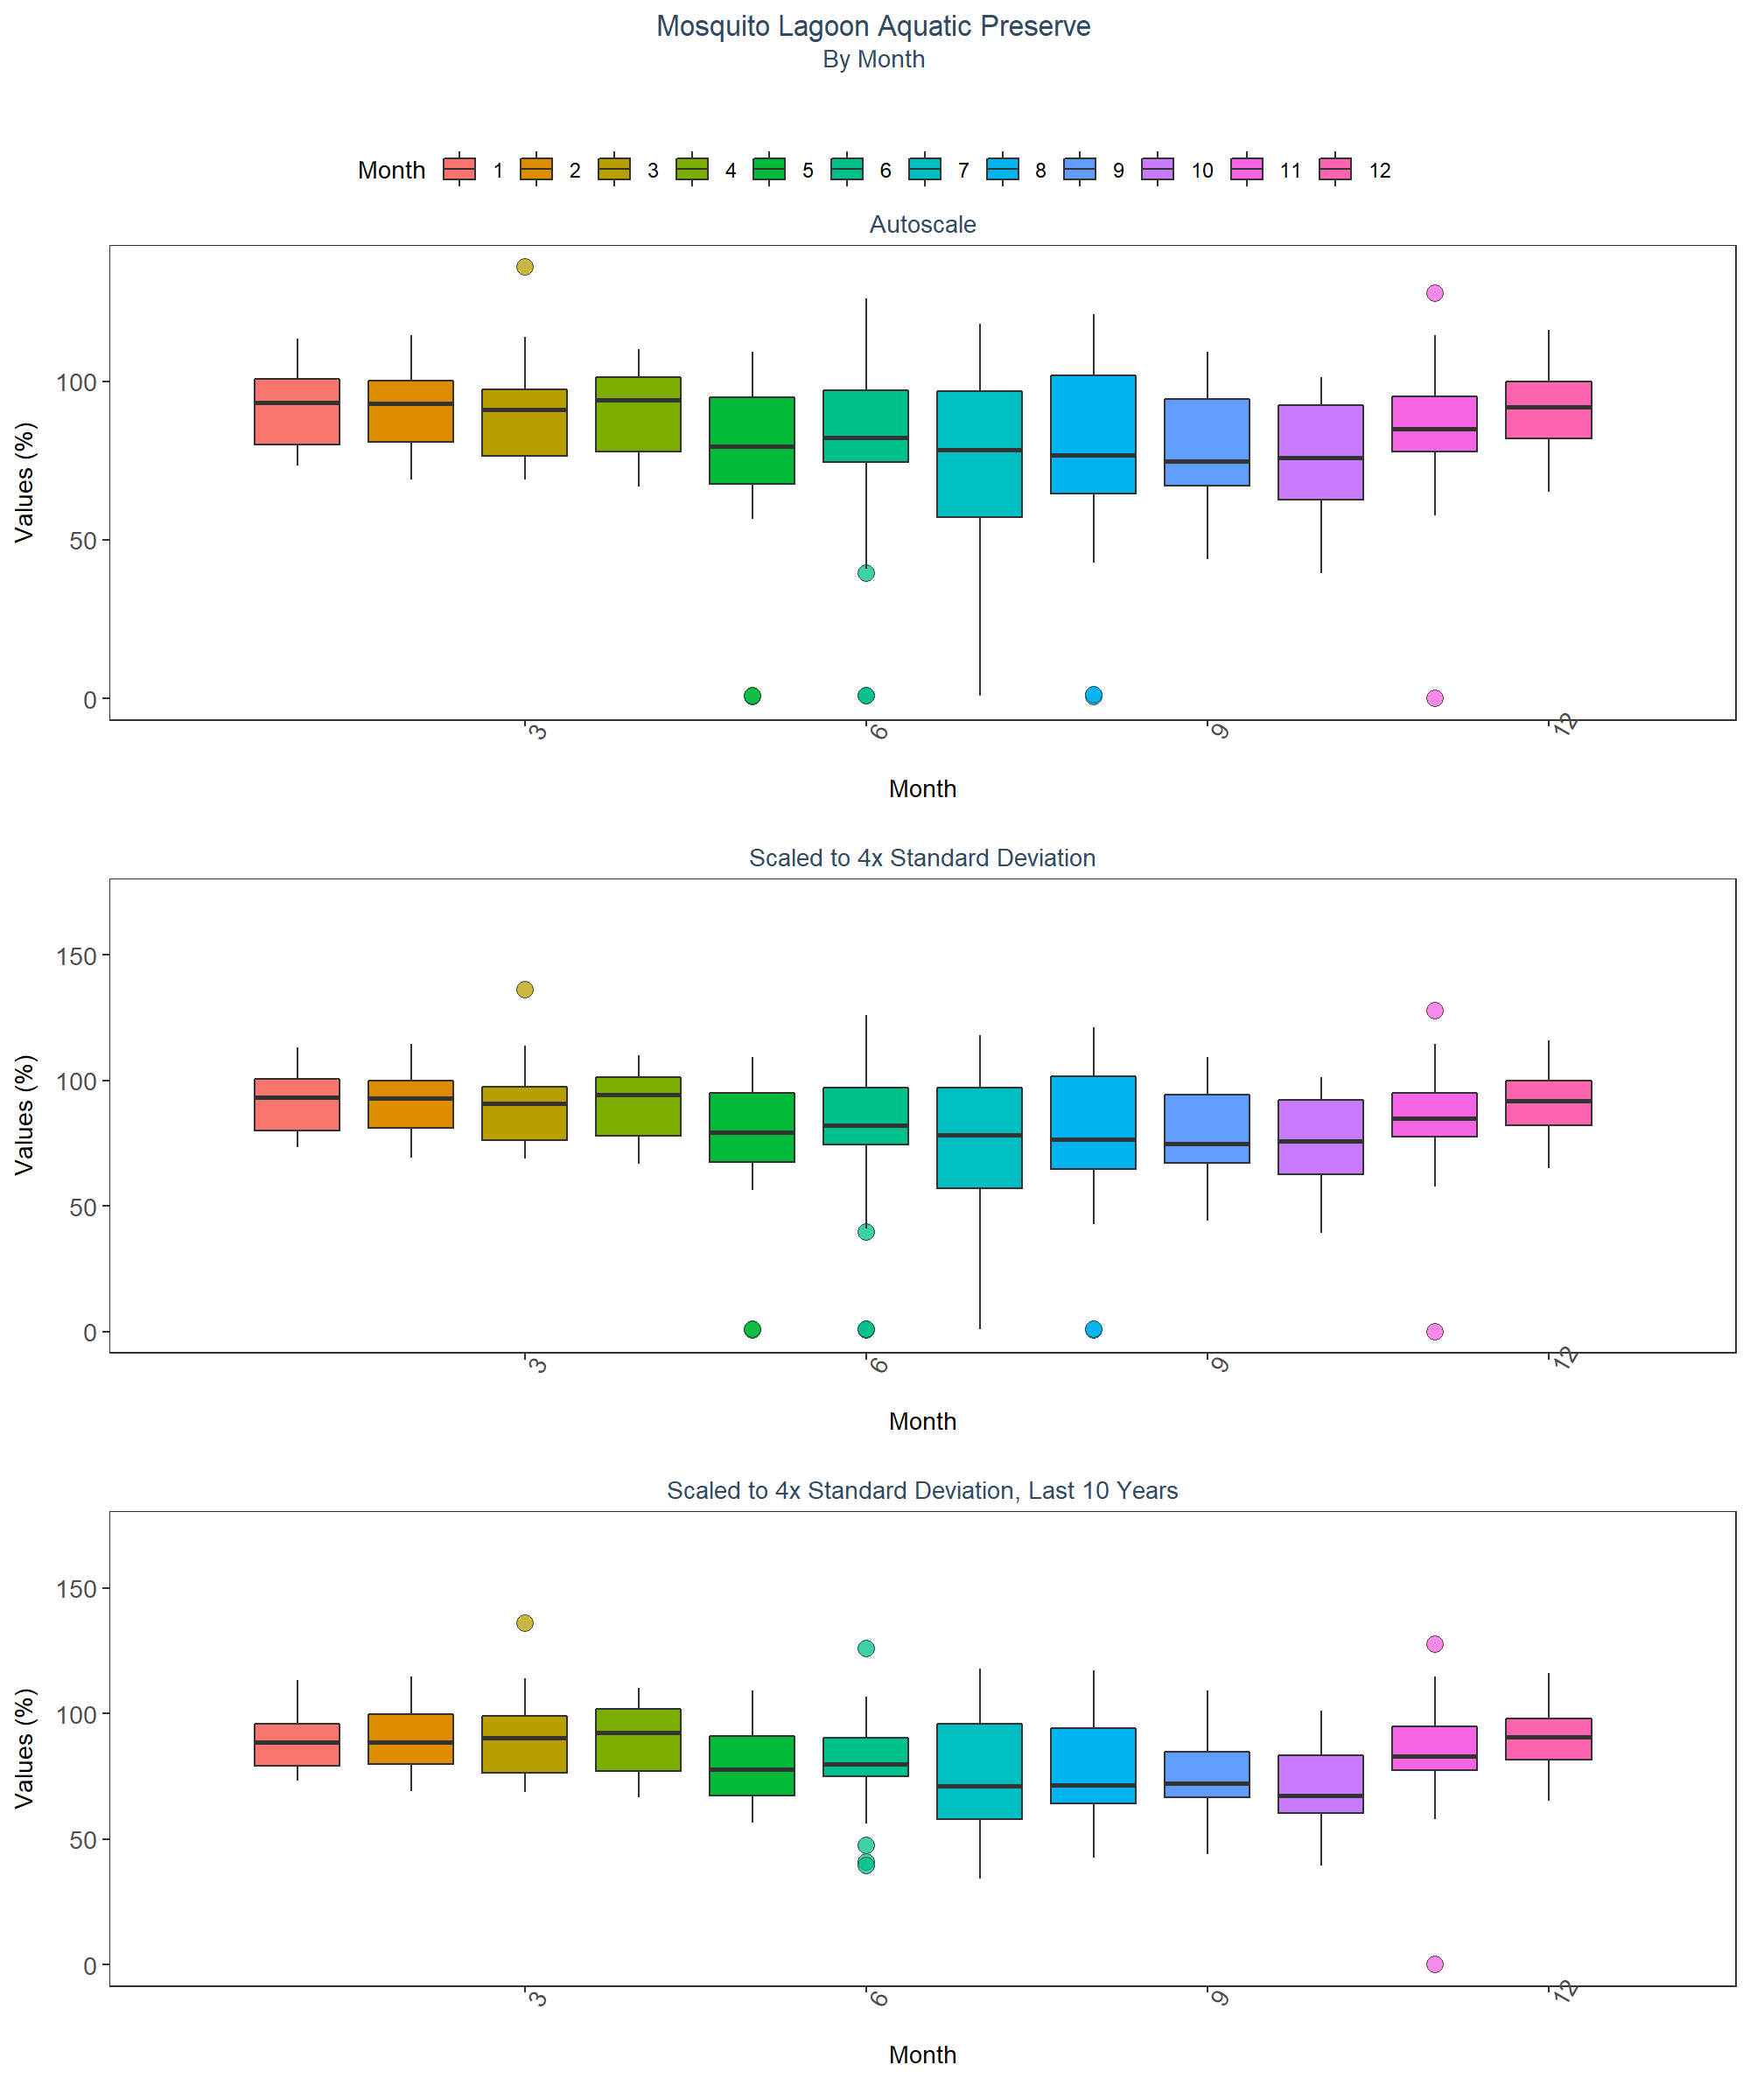 Mosquito Lagoon Aquatic Preserve
By Month
Month 1 2 3 4 5 6 7 8 9 10 11 12
Autoscale
Values (%)
100
50
0
3 6 9 12
Month
Scaled to 4x Standard Deviation
Values (%)
150
100
50
0
3 6 9 12
Month
Scaled to 4x Standard Deviation, Last 10 Years
Values (%)
150
100
50
0
3 6 9 12
Month